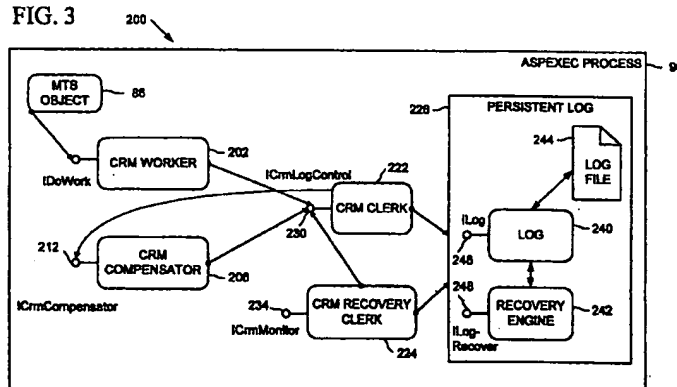 FIG. 3
200
ASPEXEC PROCESS
9
MTS
OBJECT
86
228
PERSISTENT LOG
244
LOG
FILE
CRM WORKER
202
IDoWork
ICrmLogControl
222
CRM CLERK
230
ILog
246
LOG
240
212
CRM
COMPENSATOR
206
ICrmCompensator
234
ICrmMonitor
CRM RECOVERY
CLERK
224
248
RECOVERY
ENGINE
242
ILog-
Recover